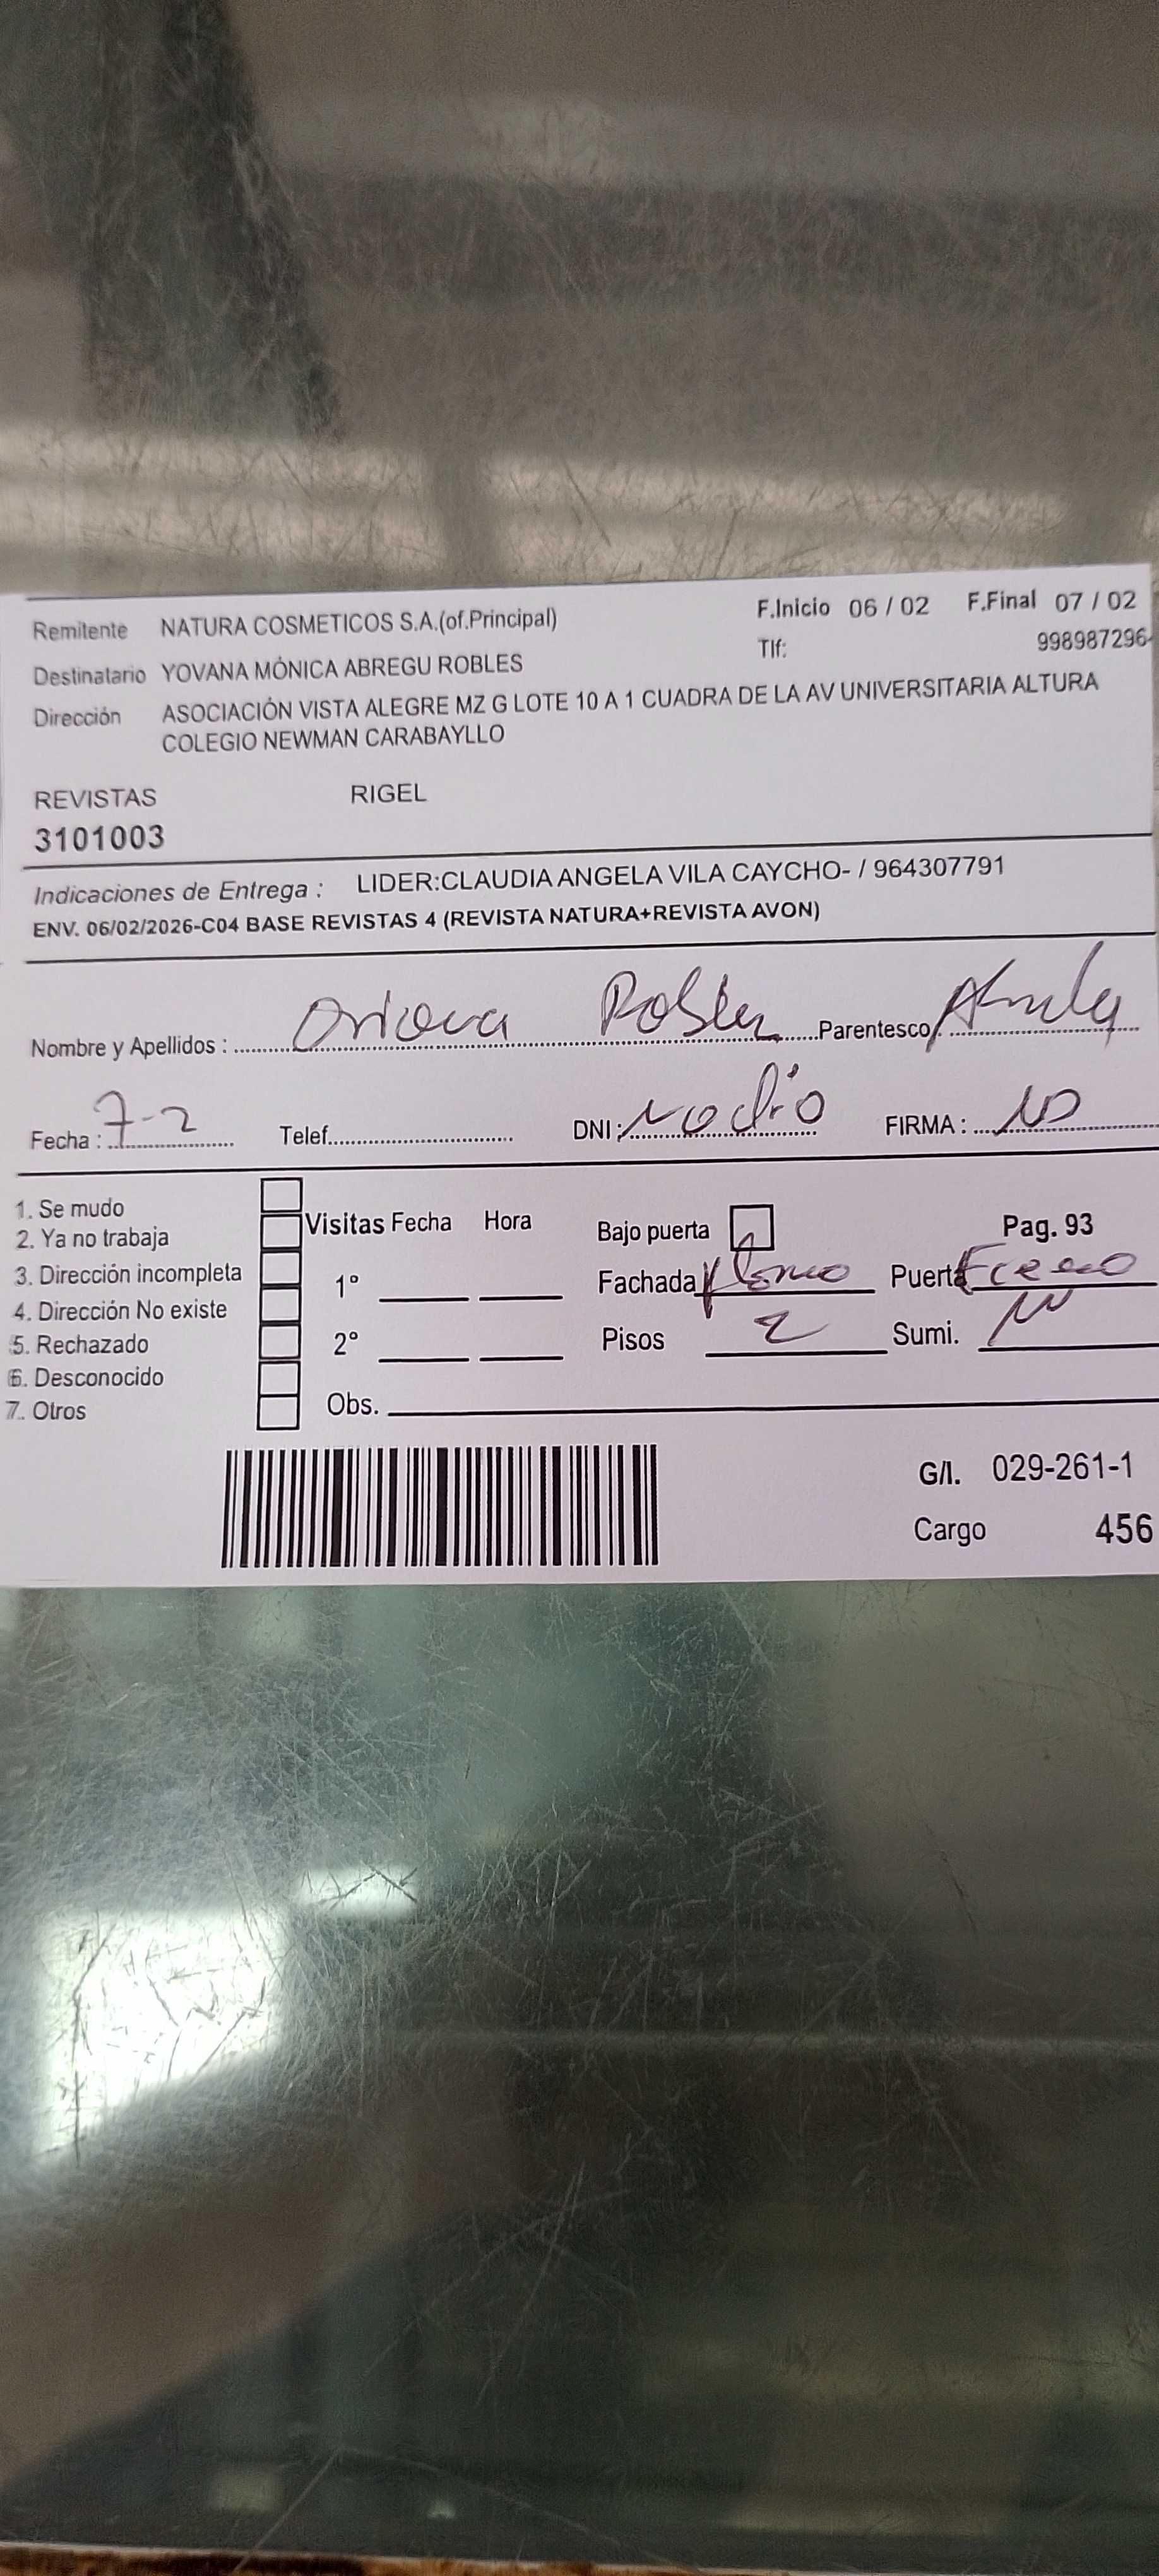 Remitente NATURA COSMETICOS S.A.(of.Principal) F.Inicio 06 / 02 F.Final 07 / 02
Destinatario YOVANA MÓNICA ABREGU ROBLES Tlf: 998987296
Dirección ASOCIACIÓN VISTA ALEGRE MZ G LOTE 10 A 1 CUADRA DE LA AV UNIVERSITARIA ALTURA
COLEGIO NEWMAN CARABAYLLO
REVISTAS RIGEL
3101003
Indicaciones de Entrega : LIDER:CLAUDIA ANGELA VILA CAYCHO- / 964307791
ENV. 06/02/2026-C04 BASE REVISTAS 4 (REVISTA NATURA+REVISTA AVON)
Nombre y Apellidos : Robles Parentesco
Fecha : 7-2 Telef. DNI: no dio FIRMA :
1. Se mudo
2. Ya no trabaja Visitas Fecha Hora Bajo puerta Pag. 93
3. Dirección incompleta 1° Fachada Puerta
4. Dirección No existe
5. Rechazado 2° Pisos 2 Sumi.
6. Desconocido
7. Otros Obs.
G/I. 029-261-1
Cargo 456